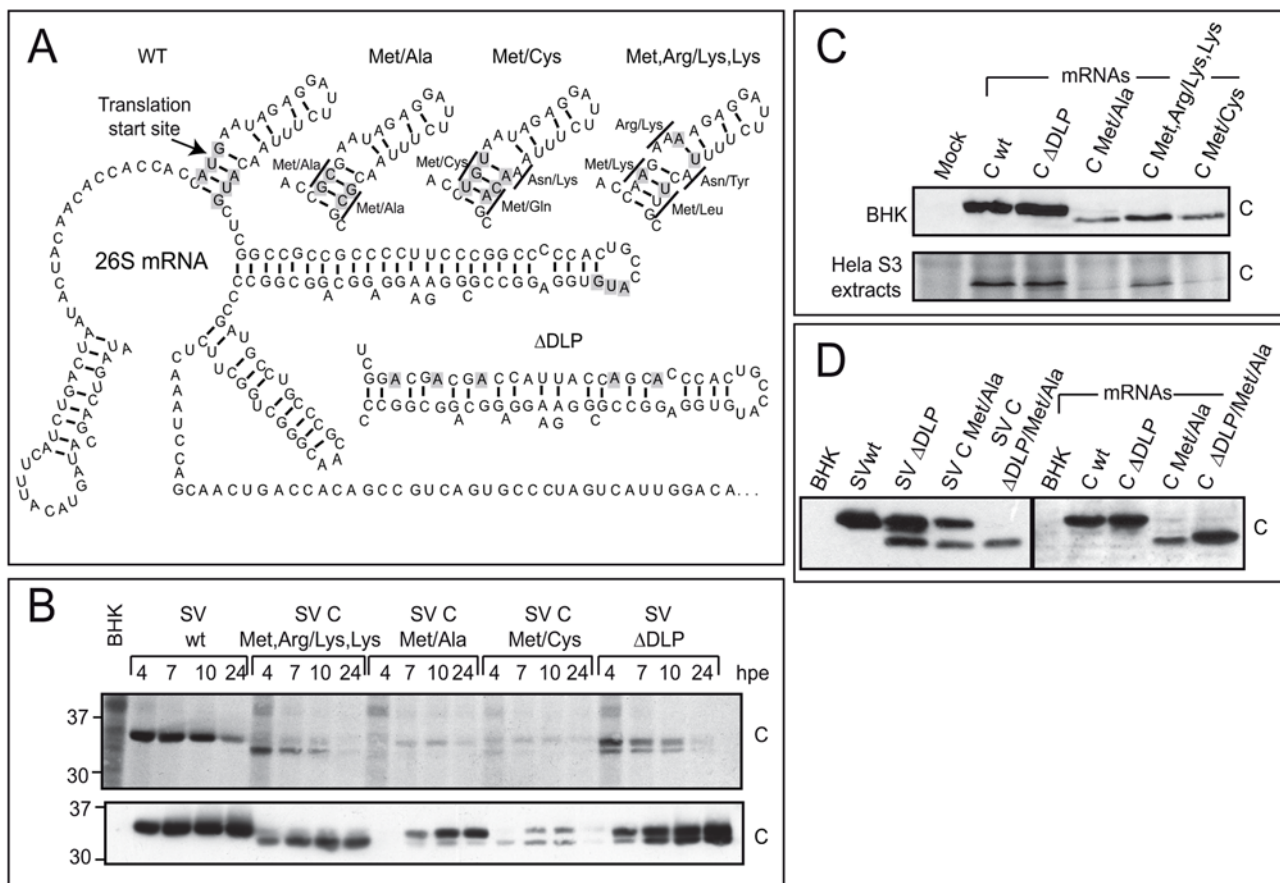 A
WT
Met/Ala
Met/Cys
Met,Arg/Lys,Lys
Translation
start site
Arg/Lys
Met/Ala
Met/Cys
Met/Lys
Asn/Lys
Asn/Tyr
Met/Ala
Met/Gln
Met/Leu
26S mRNA
ΔDLP
GCAACUGACCACAGCCGUCAGUGCCCUAGUCAUUGGACA...
B
BHK
SV
wt
SV C
Met,Arg/Lys,Lys
SV C
Met/Ala
SV C
Met/Cys
SV
ΔDLP
4 7 10 24 4 7 10 24 4 7 10 24 4 7 10 24 4 7 10 24 hpe
37
C
30
37
C
30
C
mRNAs
Mock
C wt
C ΔDLP
C Met/Ala
C Met,Arg/Lys,Lys
C Met/Cys
BHK
C
Hela S3
extracts
C
D
mRNAs
BHK
SVwt
SV ΔDLP
SV C Met/Ala
SV C
ΔDLP/Met/Ala
BHK
C wt
C ΔDLP
C Met/Ala
C ΔDLP/Met/Ala
C